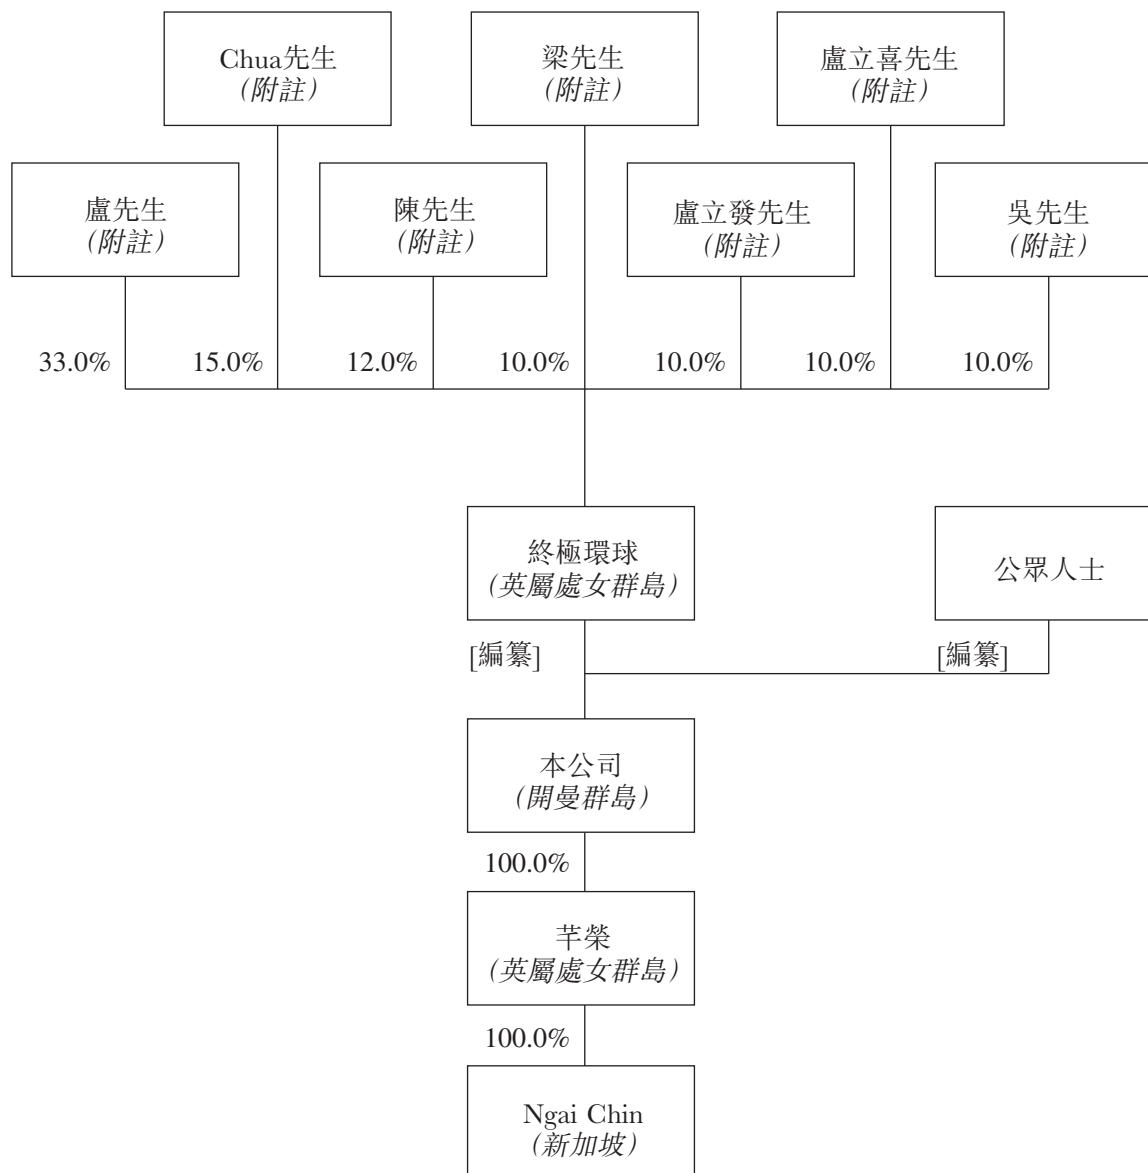 Chua先生
(附註)
梁先生
(附註)
盧立喜先生
(附註)
盧先生
(附註)
陳先生
(附註)
盧立發先生
(附註)
吳先生
(附註)
33.0%
15.0%
12.0%
10.0%
10.0%
10.0%
10.0%
終極環球
(英屬處女群島)
公眾人士
[編纂]
[編纂]
本公司
(開曼群島)
100.0%
芊榮
(英屬處女群島)
100.0%
Ngai Chin
(新加坡)